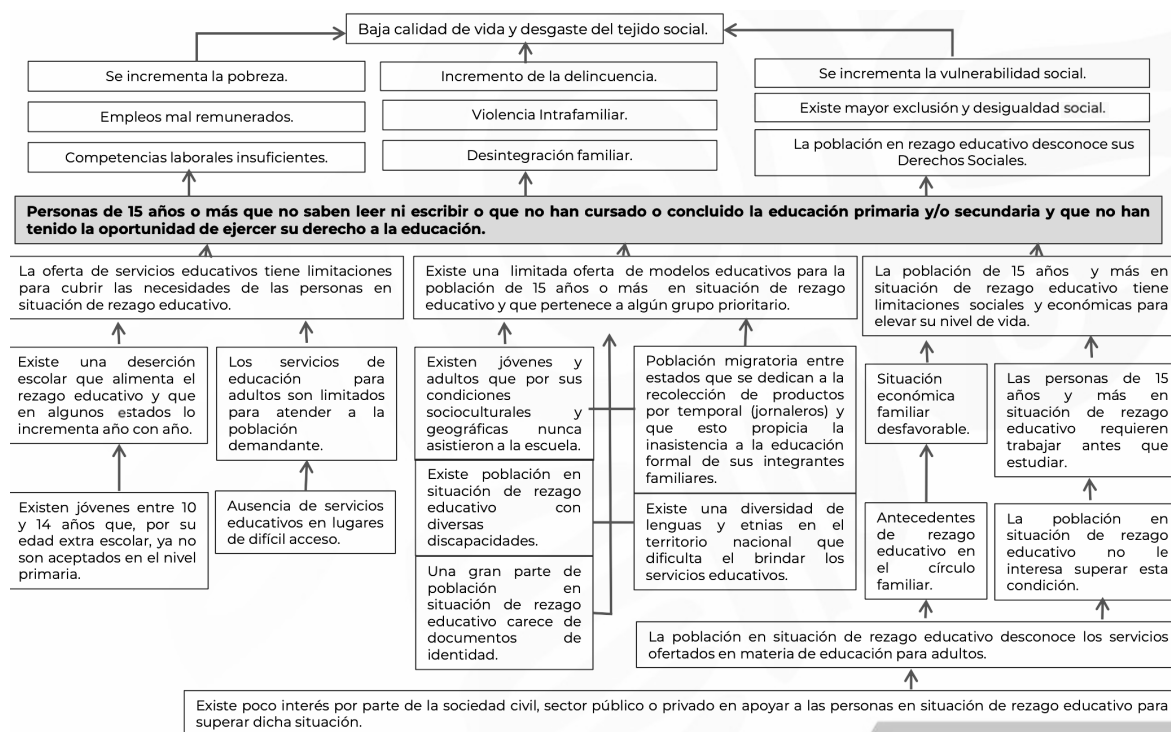 Baja calidad de vida y desgaste del tejido social.
Se incrementa la pobreza.
Incremento de la delincuencia.
Se incrementa la vulnerabilidad social.
Empleos mal remunerados.
Violencia Intrafamiliar.
Existe mayor exclusión y desigualdad social.
Competencias laborales insuficientes.
Desintegración familiar.
La población en rezago educativo desconoce sus
Derechos Sociales.
Personas de 15 años o más que no saben leer ni escribir o que no han cursado o concluido la educación primaria y/o secundaria y que no han
tenido la oportunidad de ejercer su derecho a la educación.
La oferta de servicios educativos tiene limitaciones
para cubrir las necesidades de las personas en
situación de rezago educativo.
Existe una limitada oferta de modelos educativos para la
población de 15 años o más en situación de rezago
educativo y que pertenece a algún grupo prioritario.
La población de 15 años y más en
situación de rezago educativo tiene
limitaciones sociales y económicas para
elevar su nivel de vida.
Existe una deserción
escolar que alimenta el
rezago educativo y que
en algunos estados lo
incrementa año con año.
Los servicios de
educación para
adultos son limitados
para atender a la
población
demandante.
Existen jóvenes y
adultos que por sus
condiciones
socioculturales y
geográficas nunca
asistieron a la escuela.
Población migratoria entre
estados que se dedican a la
recolección de productos
por temporal (jornaleros) y
que esto propicia la
inasistencia a la educación
formal de sus integrantes
familiares.
Situación
económica
familiar
desfavorable.
Las personas de 15
años y más en
situación de rezago
educativo requieren
trabajar antes que
estudiar.
Existen jóvenes entre 10
y 14 años que, por su
edad extra escolar, ya no
son aceptados en el nivel
primaria.
Ausencia de servicios
educativos en lugares
de difícil acceso.
Existe población en
situación de rezago
educativo con
diversas
discapacidades.
Existe una diversidad de
lenguas y etnias en el
territorio nacional que
dificulta el brindar los
servicios educativos.
Antecedentes
de rezago
educativo en
el círculo
familiar.
La población en
situación de rezago
educativo no le
interesa superar esta
condición.
Una gran parte de
población en
situación de rezago
educativo carece de
documentos de
identidad.
La población en situación de rezago educativo desconoce los servicios
ofertados en materia de educación para adultos.
Existe poco interés por parte de la sociedad civil, sector público o privado en apoyar a las personas en situación de rezago educativo para
superar dicha situación.